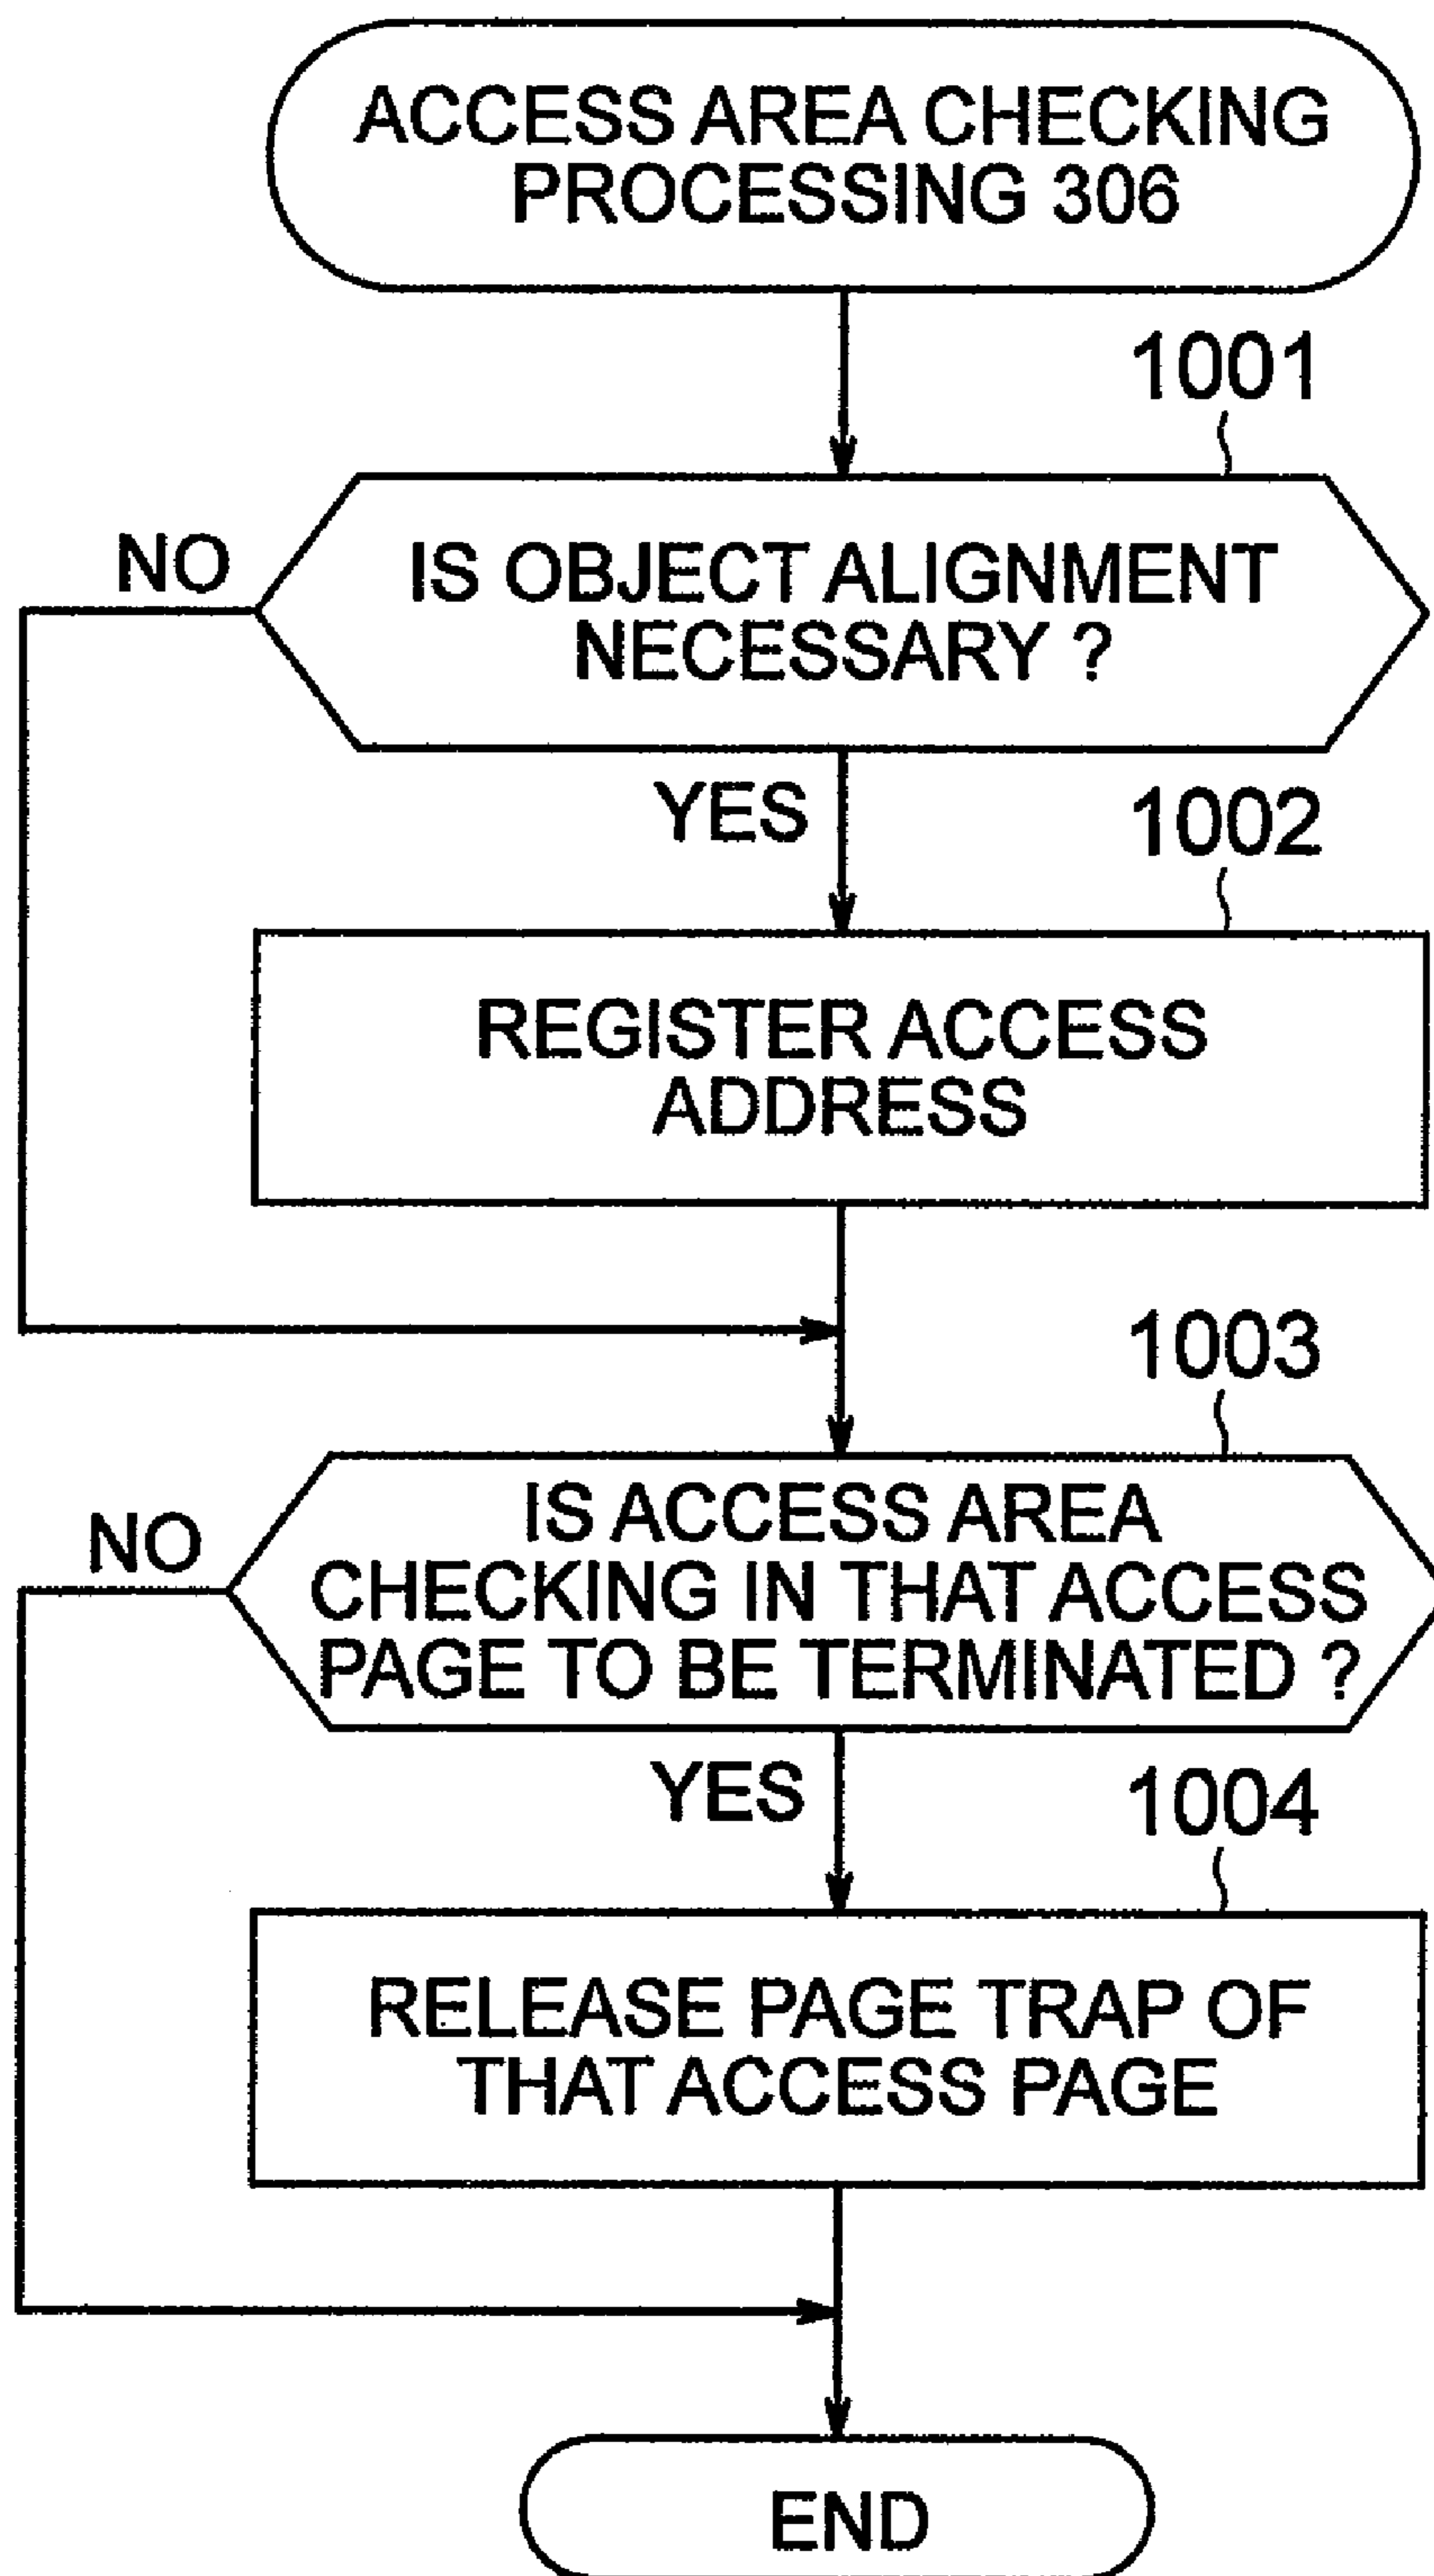 ACCESS AREA CHECKING
PROCESSING 306
1001
NO
IS OBJECT ALIGNMENT
NECESSARY ?
YES
1002
REGISTER ACCESS
ADDRESS
1003
NO
IS ACCESS AREA
CHECKING IN THAT ACCESS
PAGE TO BE TERMINATED ?
YES
1004
RELEASE PAGE TRAP OF
THAT ACCESS PAGE
END